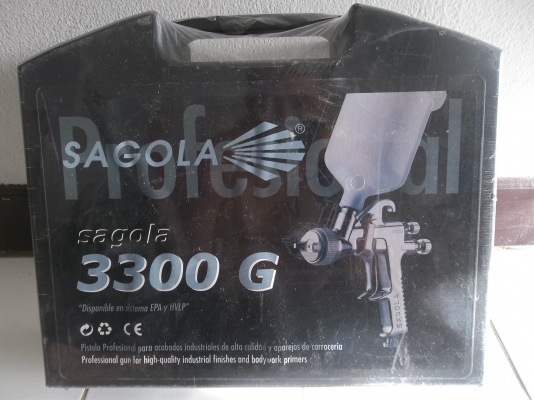 Profesional
SAGOLA ®
sagola
3300 G
"Disponible en sistema EPA y HVLP"
CE
Pistola Profesional para acabados industriales de alta calidad y aparejos de carrocería
Professional gun for high-quality industrial finishes and bodywork primers
SAGOLA